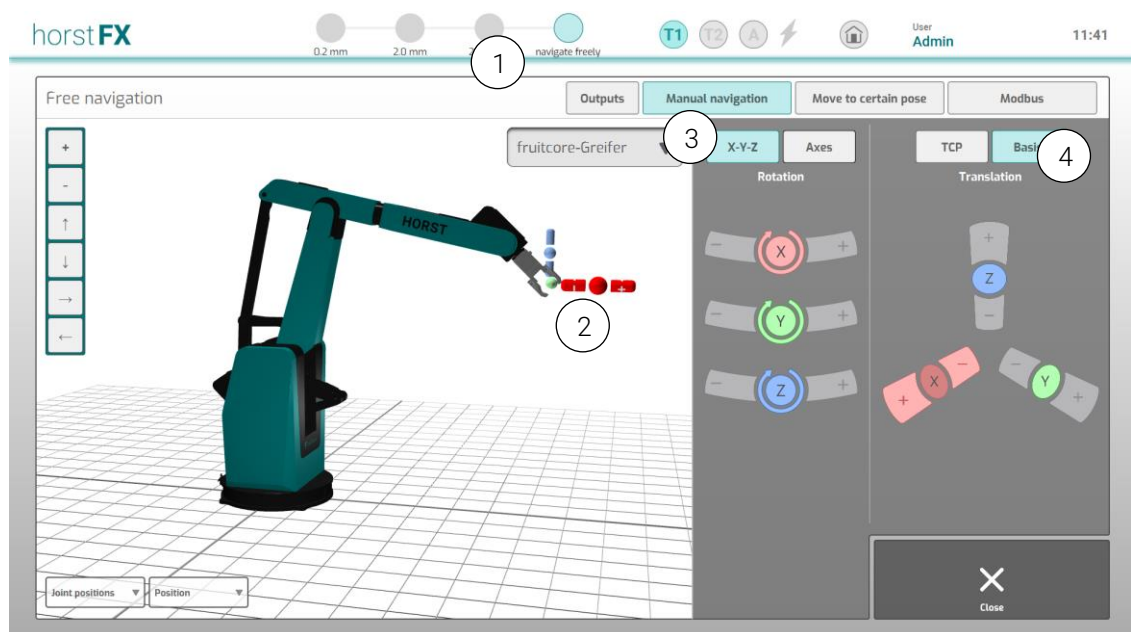 horstFX
0.2 mm
2.0 mm
navigate freely
T1
T2
A
User
Admin
11:41
1
Free navigation
Outputs
Manual navigation
Move to certain pose
Modbus
+
-
↑
↓
→
←
fruitcore-Greifer
3
X-Y-Z
Axes
TCP
4
Rotation
Translation
HORST
+
2
- X +
- Y +
- Z +
+
Z
-
+ X -
- Y +
Joint positions
Position
Close